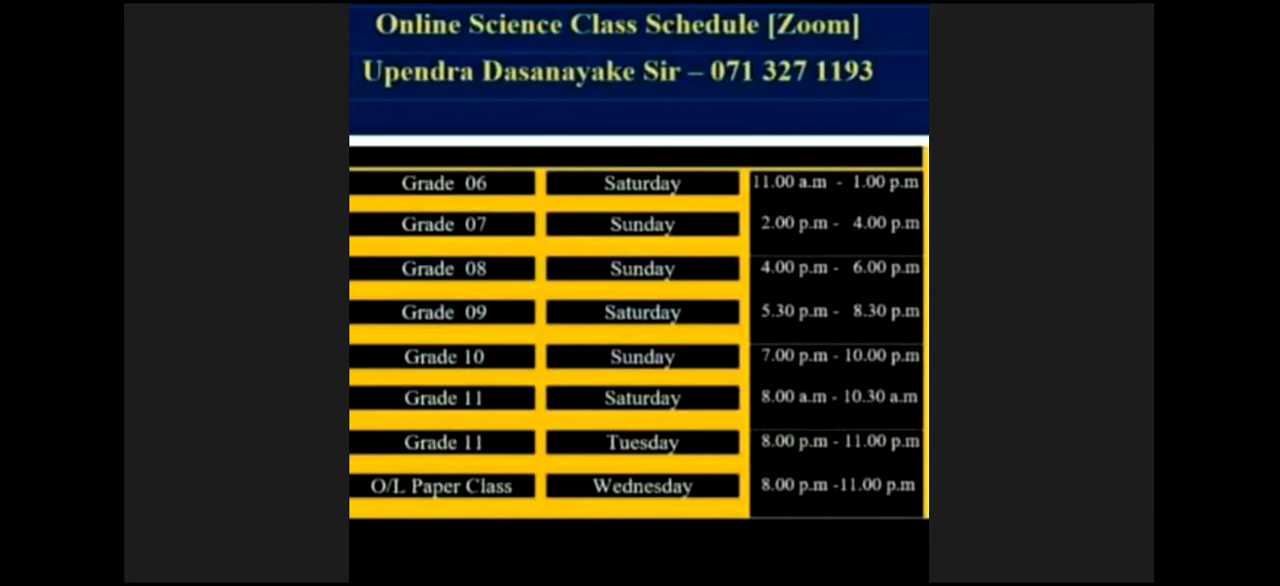 Online Science Class Schedule [Zoom]
Upendra Dasanayake Sir – 071 327 1193
Grade 06 Saturday 11.00 a.m - 1.00 p.m
Grade 07 Sunday 2.00 p.m - 4.00 p.m
Grade 08 Sunday 4.00 p.m - 6.00 p.m
Grade 09 Saturday 5.30 p.m - 8.30 p.m
Grade 10 Sunday 7.00 p.m - 10.00 p.m
Grade 11 Saturday 8.00 a.m - 10.30 a.m
Grade 11 Tuesday 8.00 p.m - 11.00 p.m
O/L Paper Class Wednesday 8.00 p.m -11.00 p.m